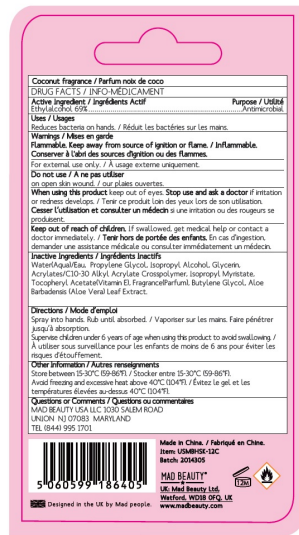 Coconut fragrance / Parfum noix de coco
DRUG FACTS / INFO-MÉDICAMENT
Active Ingredient / Ingrédients Actif Purpose / Utilité
Ethylalcohol 69% Antimicrobial
Uses / Usages
Reduces bacteria on hands. / Réduit les bactéries sur les mains.
Warnings / Mises en garde
Flammable. Keep away from source of ignition or flame. / Inflammable.
Conserver à l'abri des sources d'ignition ou des flammes.
For external use only. / À usage externe uniquement.
Do not use / A ne pas utiliser
on open skin wound. / our plaies ouvertes.
When using this product keep out of eyes. Stop use and ask a doctor if irritation
or redness develops. / Tenir ce produit loin des yeux lors de son utilisation.
Cesser l'utilisation et consulter un médecin si une irritation ou des rougeurs se
produisent.
Keep out of reach of children. If swallowed, get medical help or contact a
doctor immediately. / Tenir hors de portée des enfants. En cas d'ingestion,
demander une assistance médicale ou consulter immédiatement un médecin.
Inactive Ingredients / Ingrédients Inactifs
Water(Aqua)/Eau, Propylene Glycol, Isopropyl Alcohol, Glycerin,
Acrylates/C10-30 Alkyl Acrylate Crosspolymer, Isopropyl Myristate,
Tocopheryl Acetate(Vitamin E), Fragrance(Parfum), Butylene Glycol, Aloe
Barbadensis (Aloe Vera) Leaf Extract.
Directions / Mode d'emploi
Spray into hands. Rub until absorbed. / Vaporiser sur les mains. Faire pénétrer
jusqu'à absorption.
Supervise children under 6 years of age when using this product to avoid swallowing. /
À utiliser sous surveillance pour les enfants de moins de 6 ans pour éviter les
risques d'étouffement.
Other Information / Autres renseignments
Store between 15-30°C (59-86°F). / Stocker entre 15-30°C (59-86°F).
Avoid freezing and excessive heat above 40°C (104°F). / Évitez le gel et les
températures élevées au-dessus 40°C (104°F).
Questions or Comments / Questions ou commentaires
MAD BEAUTY USA LLC 1030 SALEM ROAD
UNION NJ 07083 MARYLAND
TEL (844) 995 1701
Made in China. / Fabriqué en Chine.
Item: USMBHSK-12C
Batch: 2014305
MAD BEAUTY
12M
UK: Mad Beauty Ltd,
Watford, WD18 0FQ, UK
www.madbeauty.com
5 060599 186405
Designed in the UK by Mad people.